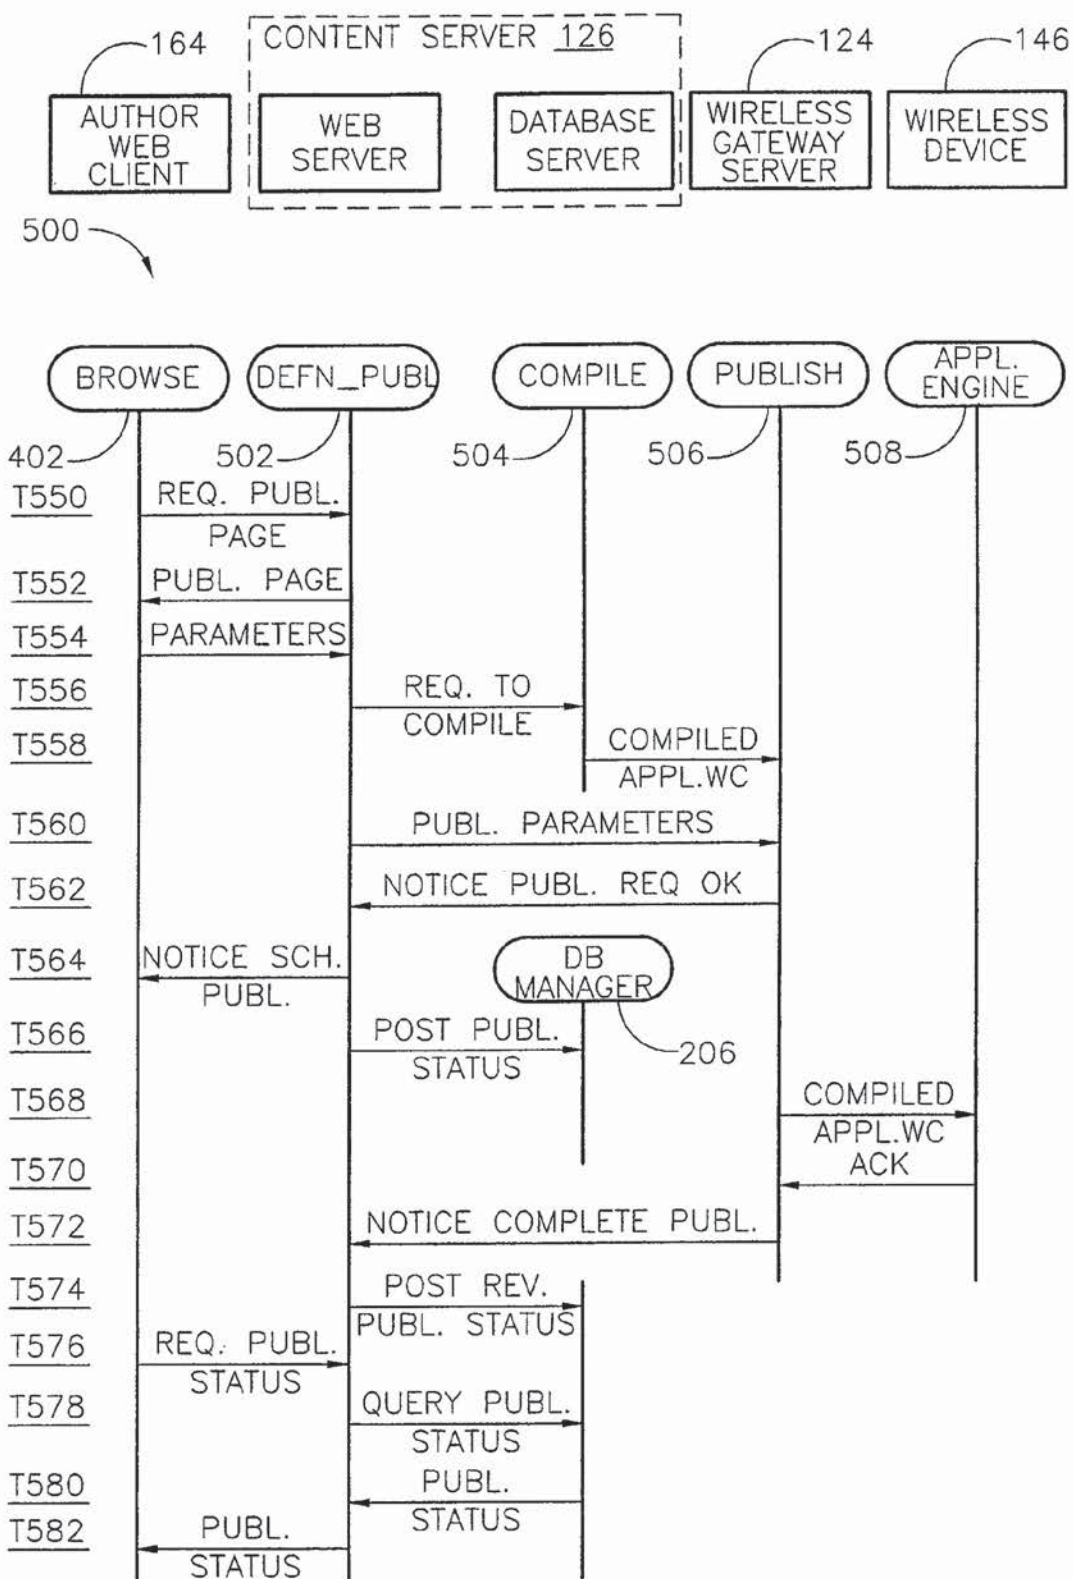 164
CONTENT SERVER 126
124
146
AUTHOR
WEB
CLIENT
WEB
SERVER
DATABASE
SERVER
WIRELESS
GATEWAY
SERVER
WIRELESS
DEVICE
500
BROWSE
DEFN_PUBL
COMPILE
PUBLISH
APPL.
ENGINE
402
502
504
506
508
T550
REQ. PUBL.
PAGE
T552
PUBL. PAGE
T554
PARAMETERS
T556
REQ. TO
COMPILE
T558
COMPILED
APPL.WC
T560
PUBL. PARAMETERS
T562
NOTICE PUBL. REQ OK
T564
NOTICE SCH.
PUBL.
DB
MANAGER
206
T566
POST PUBL.
STATUS
T568
COMPILED
APPL.WC
T570
ACK
T572
NOTICE COMPLETE PUBL.
T574
POST REV.
PUBL. STATUS
T576
REQ. PUBL.
STATUS
T578
QUERY PUBL.
STATUS
T580
PUBL.
STATUS
T582
PUBL.
STATUS